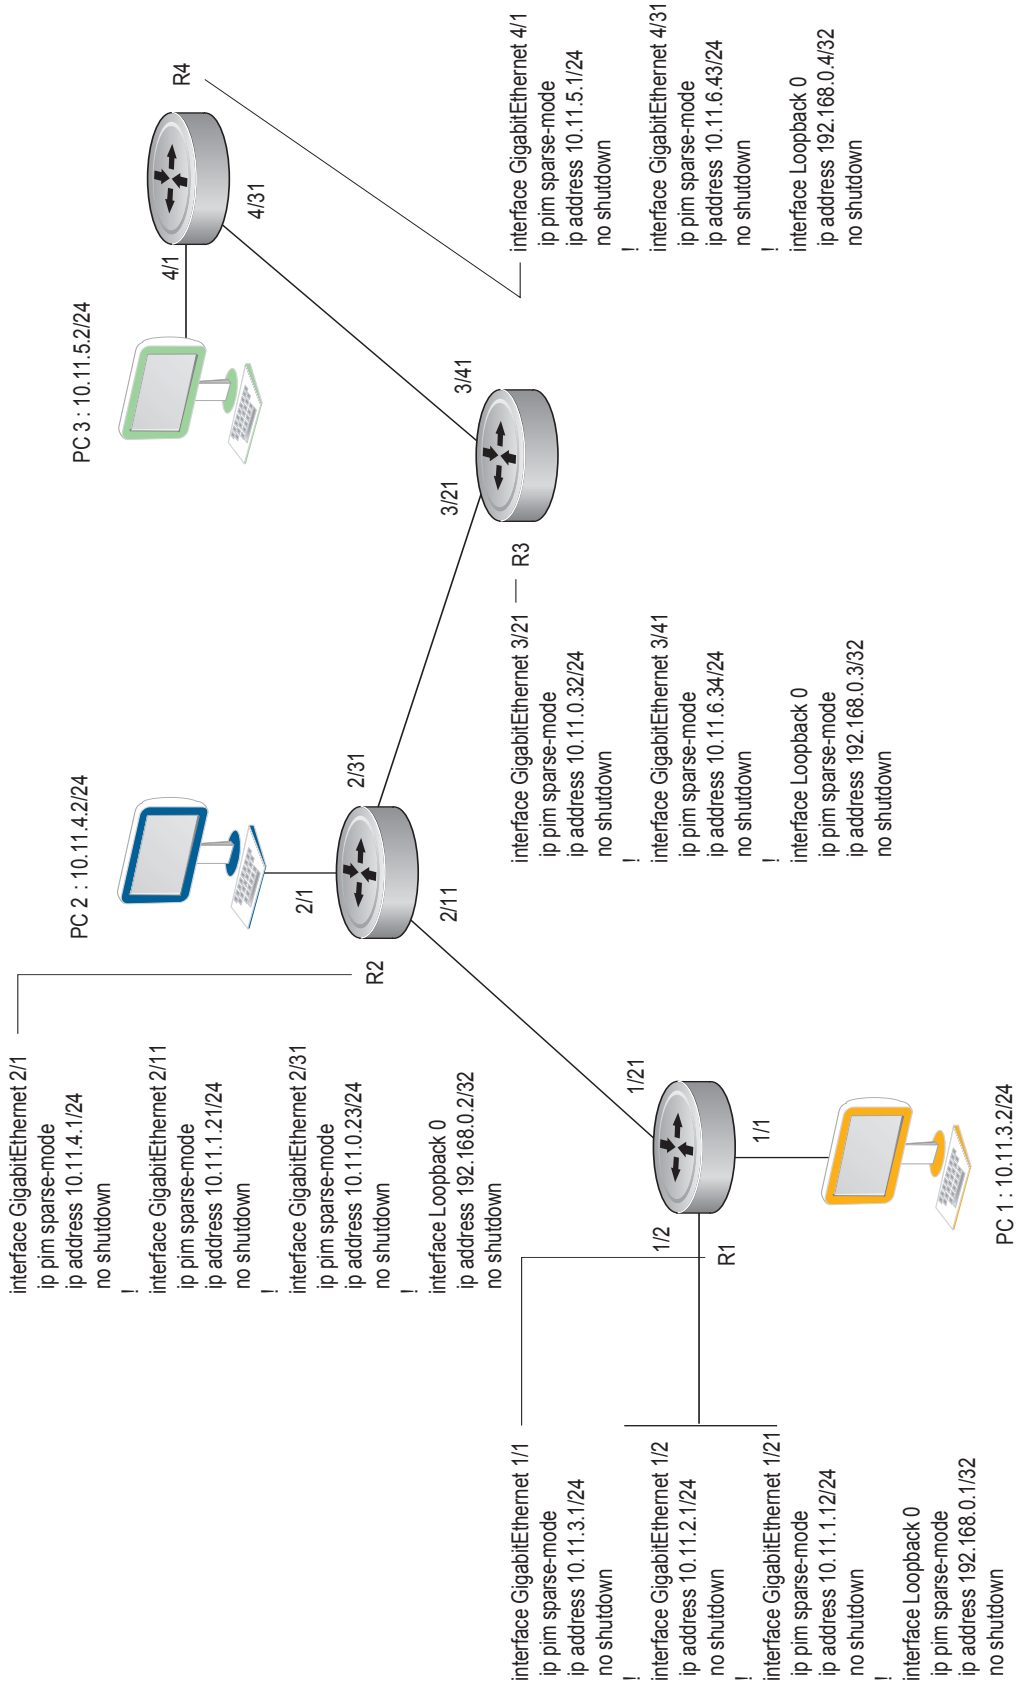 interface GigabitEthernet 2/1
ip pim sparse-mode
ip address 10.11.4.1/24
no shutdown
!
interface GigabitEthernet 2/11
ip pim sparse-mode
ip address 10.11.1.21/24
no shutdown
!
interface GigabitEthernet 2/31
ip pim sparse-mode
ip address 10.11.0.23/24
no shutdown
!
interface Loopback 0
ip address 192.168.0.2/32
no shutdown
R2
PC 2 : 10.11.4.2/24
2/1
2/31
2/11
PC 3 : 10.11.5.2/24
4/1
4/31
R4
interface GigabitEthernet 1/1
ip pim sparse-mode
ip address 10.11.3.1/24
no shutdown
!
interface GigabitEthernet 1/2
ip address 10.11.2.1/24
no shutdown
!
interface GigabitEthernet 1/21
ip pim sparse-mode
ip address 10.11.1.12/24
no shutdown
!
interface Loopback 0
ip pim sparse-mode
ip address 192.168.0.1/32
no shutdown
1/2
R1
1/21
1/1
PC 1 : 10.11.3.2/24
interface GigabitEthernet 3/21
ip pim sparse-mode
ip address 10.11.0.32/24
no shutdown
!
interface GigabitEthernet 3/41
ip pim sparse-mode
ip address 10.11.6.34/24
no shutdown
!
interface Loopback 0
ip pim sparse-mode
ip address 192.168.0.3/32
no shutdown
R3
3/21
3/41
interface GigabitEthernet 4/1
ip pim sparse-mode
ip address 10.11.5.1/24
no shutdown
!
interface GigabitEthernet 4/31
ip pim sparse-mode
ip address 10.11.6.43/24
no shutdown
!
interface Loopback 0
ip address 192.168.0.4/32
no shutdown